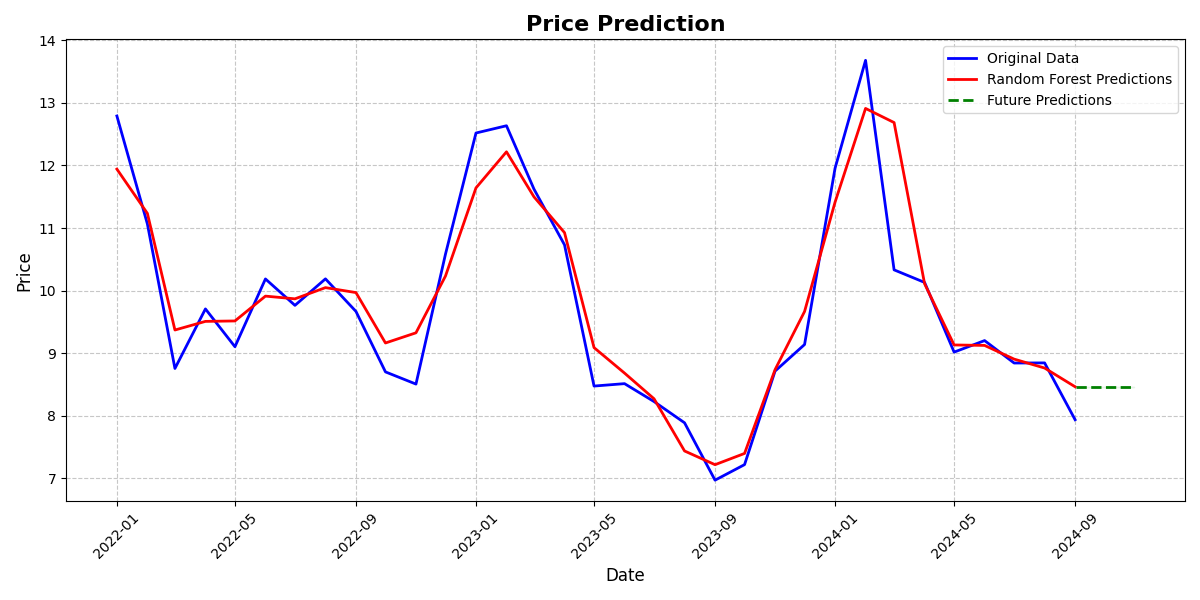 Price Prediction
Original Data
Random Forest Predictions
Future Predictions
Price
14
13
12
11
10
9
8
7
2022-01
2022-05
2022-09
2023-01
2023-05
2023-09
2024-01
2024-05
2024-09
Date